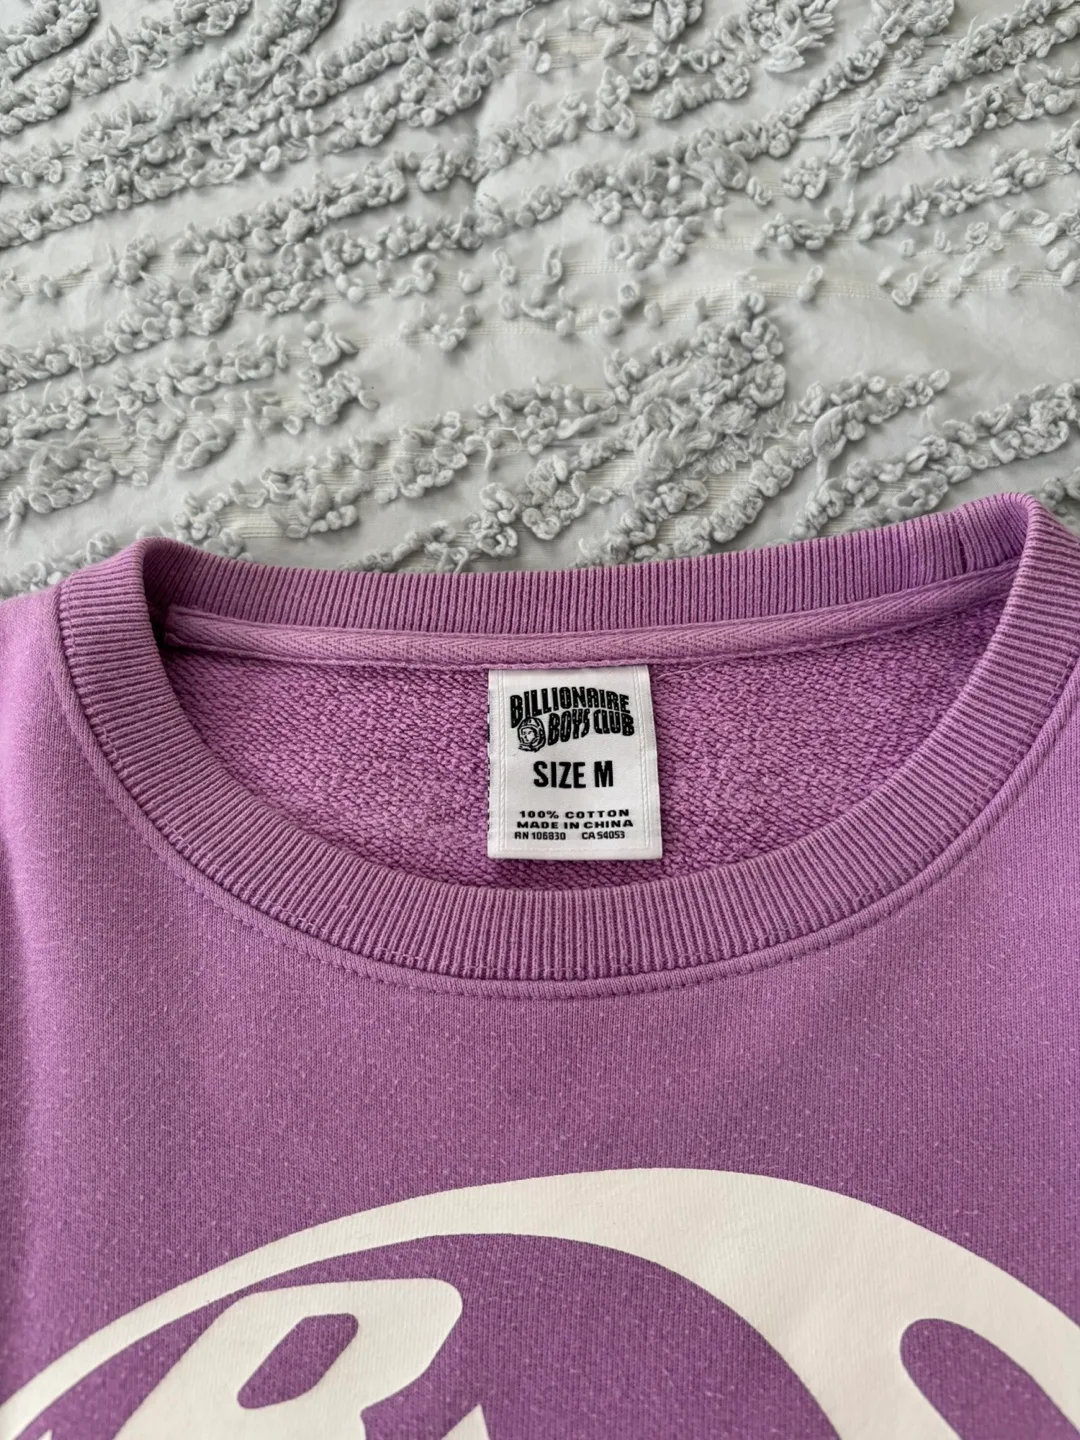 BILLIONAIRE
BOYS CLUB
SIZE M
100% COTTON
MADE IN CHINA
RN 106830 CA 54053